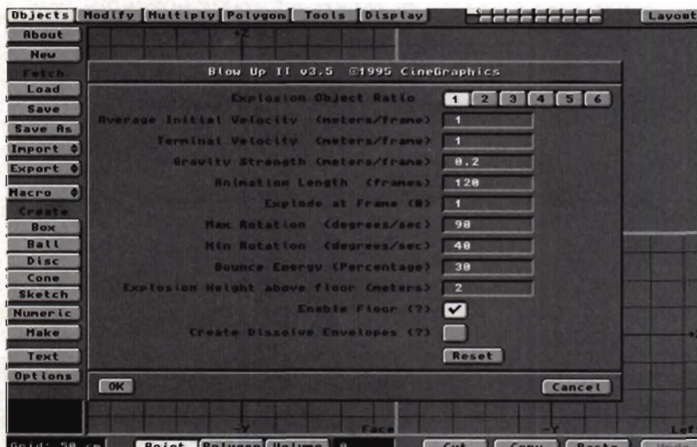 Objects Modify Multiply Polygon Tools Display Layout
About
New
Fetch
Load
Save
Save As
Import
Export
Macro
Create
Box
Ball
Disc
Cone
Sketch
Numeric
Make
Text
Options
+Z
Blow Up II v3.5 ©1995 CineGraphics
Explosion Object Ratio 1 2 3 4 5 6
Average Initial Velocity (meters/frame) 1
Terminal Velocity (meters/frame) 1
Gravity Strength (meters/frame) 0.2
Animation Length (frames) 120
Explode at Frame (#) 1
Max Rotation (degrees/sec) 90
Min Rotation (degrees/sec) 40
Bounce Energy (Percentage) 30
Explosion Height above floor (meters) 2
Enable Floor (?)
Create Dissolve Envelopes (?)
Reset
OK Cancel
-Y Face -Y Left
Grid: 50 cm Point Polygon Volume 0 Cut Copy Paste